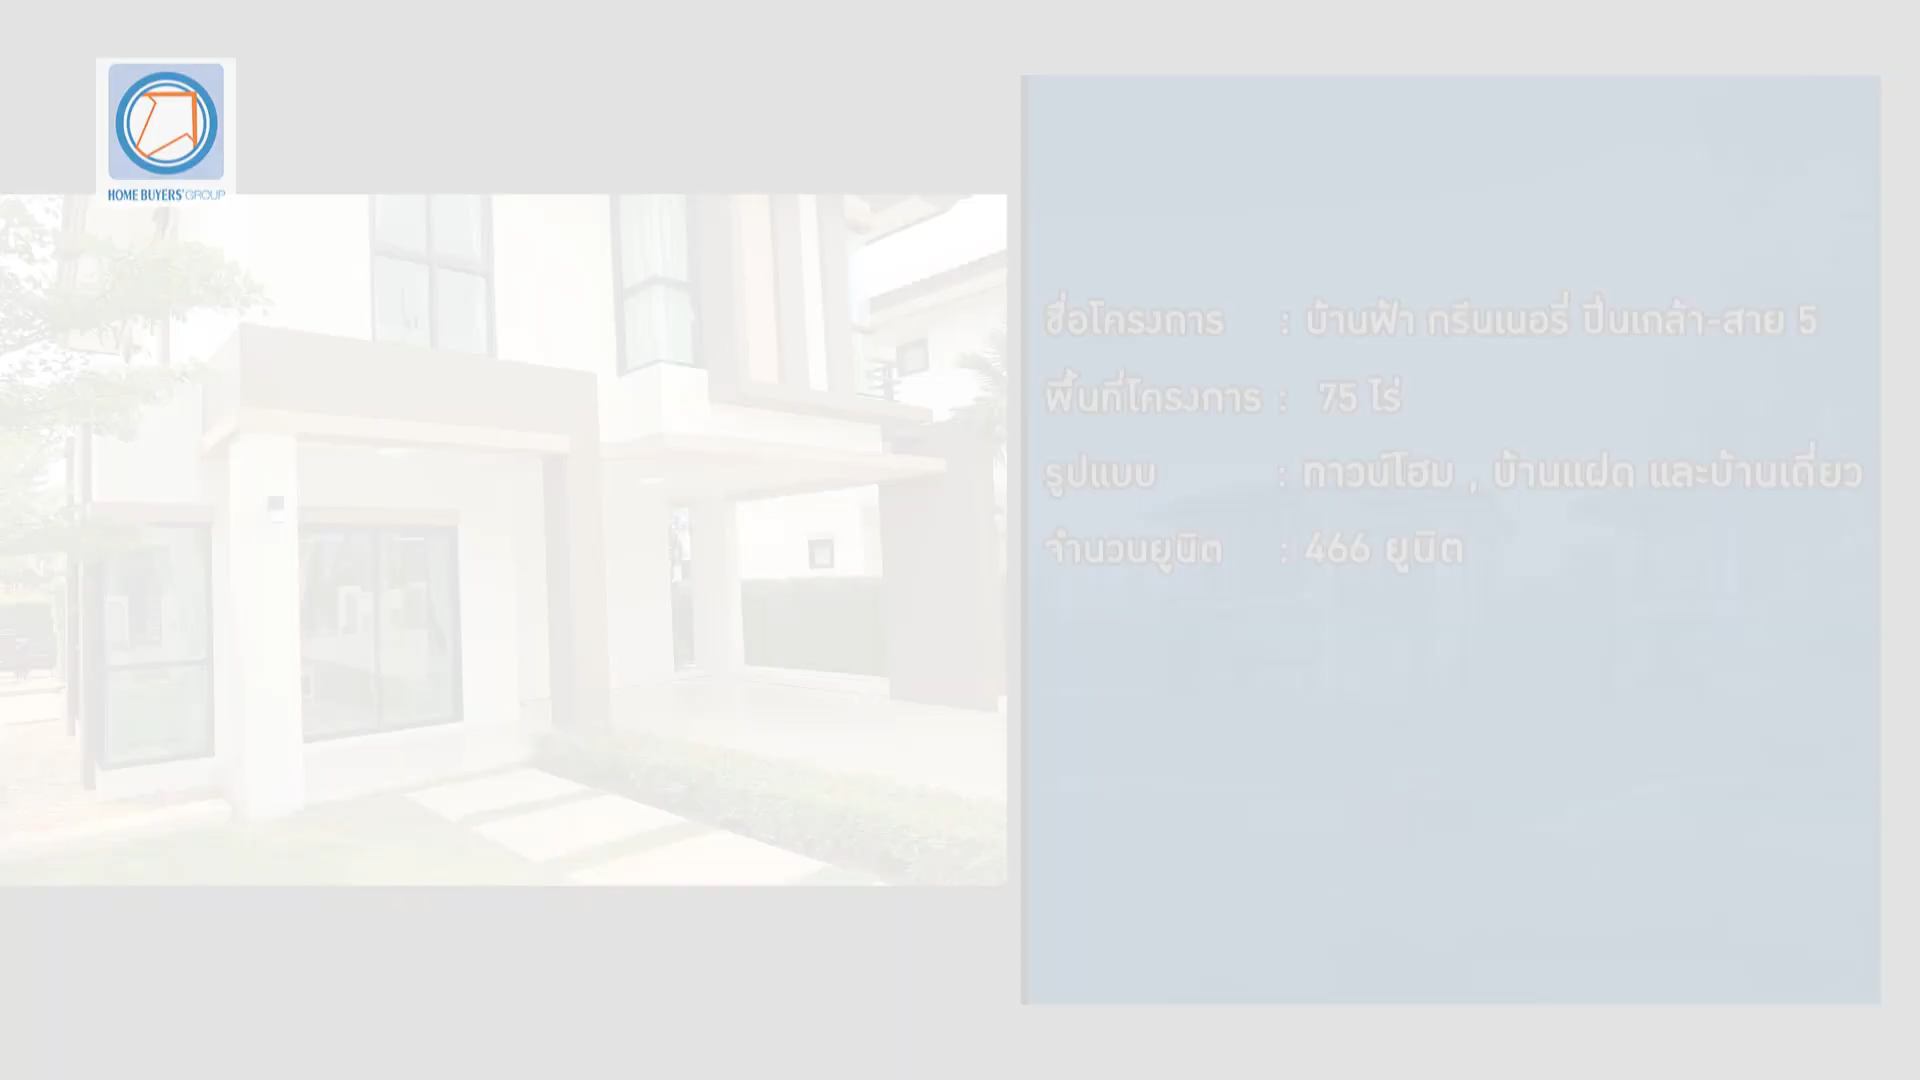 HOME BUYERS' GROUP
ชื่อโครงการ : บ้านฟ้า กรีนเนอรี่ ปิ่นเกล้า-สาย 5
พื้นที่โครงการ : 75 ไร่
รูปแบบ : ทาวน์โฮม , บ้านแฝด และบ้านเดี่ยว
จำนวนยูนิต : 466 ยูนิต